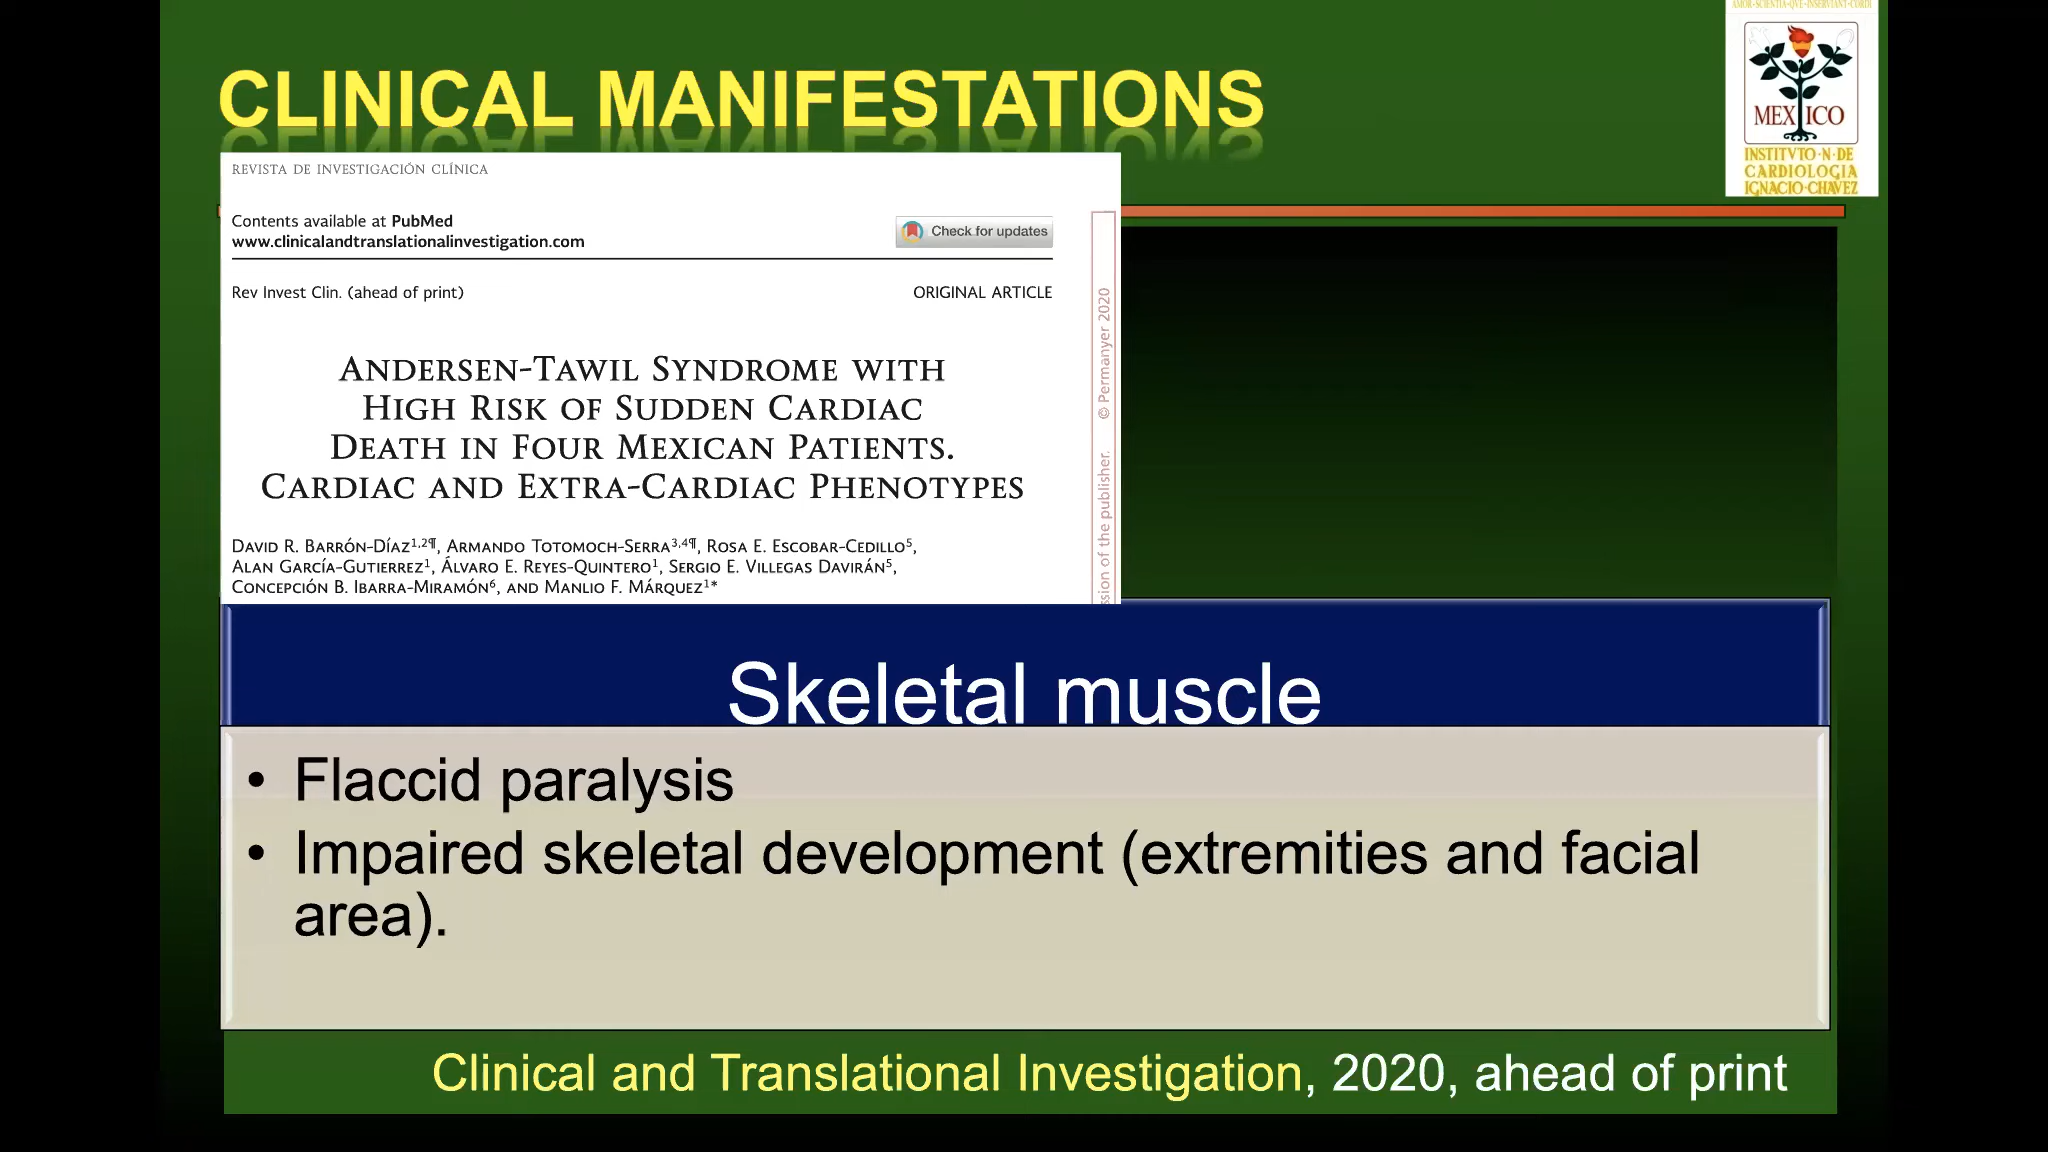 AMOR·SCIENTIA·QVE·INSERVIANT·CORDI
CLINICAL MANIFESTATIONS
MEXICO
INSTITVTO·N·DE
CARDIOLOGIA
IGNACIO·CHAVEZ
REVISTA DE INVESTIGACIÓN CLÍNICA
Contents available at PubMed
www.clinicalandtranslationalinvestigation.com
Check for updates
Rev Invest Clin. (ahead of print)
ORIGINAL ARTICLE
Andersen-Tawil Syndrome with
High Risk of Sudden Cardiac
Death in Four Mexican Patients.
Cardiac and Extra-Cardiac Phenotypes
David R. Barrón-Díaz1,2¶, Armando Totomoch-Serra3,4¶, Rosa E. Escobar-Cedillo5,
Alan García-Gutierrez1, Álvaro E. Reyes-Quintero1, Sergio E. Villegas Davirán5,
Concepción B. Ibarra-Miramón6, and Manlio F. Márquez1*
ssion of the publisher. © Permanyer 2020
Skeletal muscle
• Flaccid paralysis
• Impaired skeletal development (extremities and facial
area).
Clinical and Translational Investigation, 2020, ahead of print